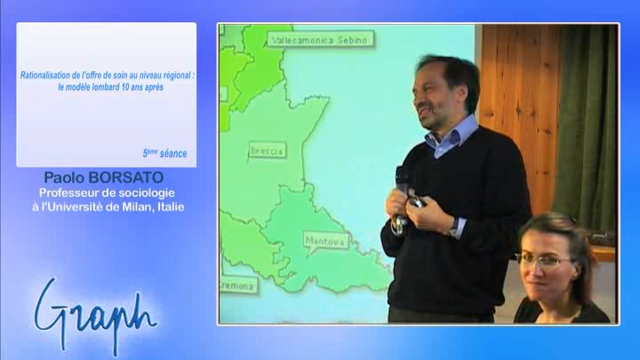 Rationalisation de l'offre de soin au niveau régional :
le modèle lombard 10 ans après
5ème séance
Paolo BORSATO
Professeur de sociologie
à l'Université de Milan, Italie
Graph
Vallecamonica Sebino
Brescia
Mantova
Cremona